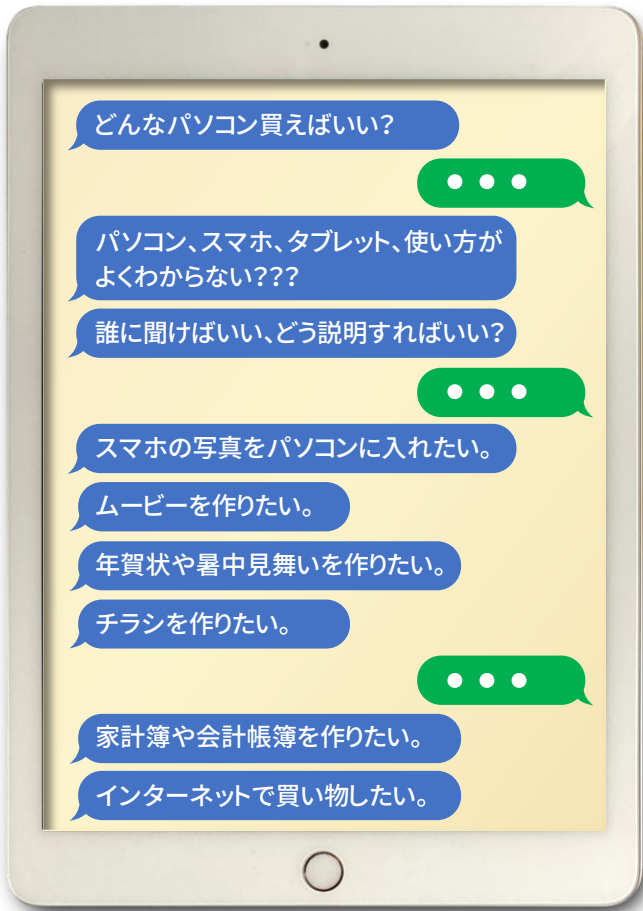 どんなパソコン買えばいい?
● ● ●
パソコン、スマホ、タブレット、使い方が
よくわからない???
誰に聞けばいい、どう説明すればいい?
● ● ●
スマホの写真をパソコンに入れたい。
ムービーを作りたい。
年賀状や暑中見舞いを作りたい。
チラシを作りたい。
● ● ●
家計簿や会計帳簿を作りたい。
インターネットで買い物したい。